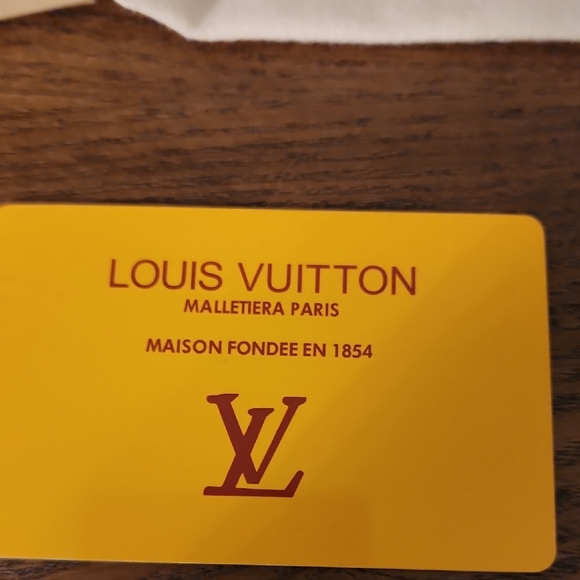 LOUIS VUITTON
MALLETIERA PARIS
MAISON FONDEE EN 1854
LV